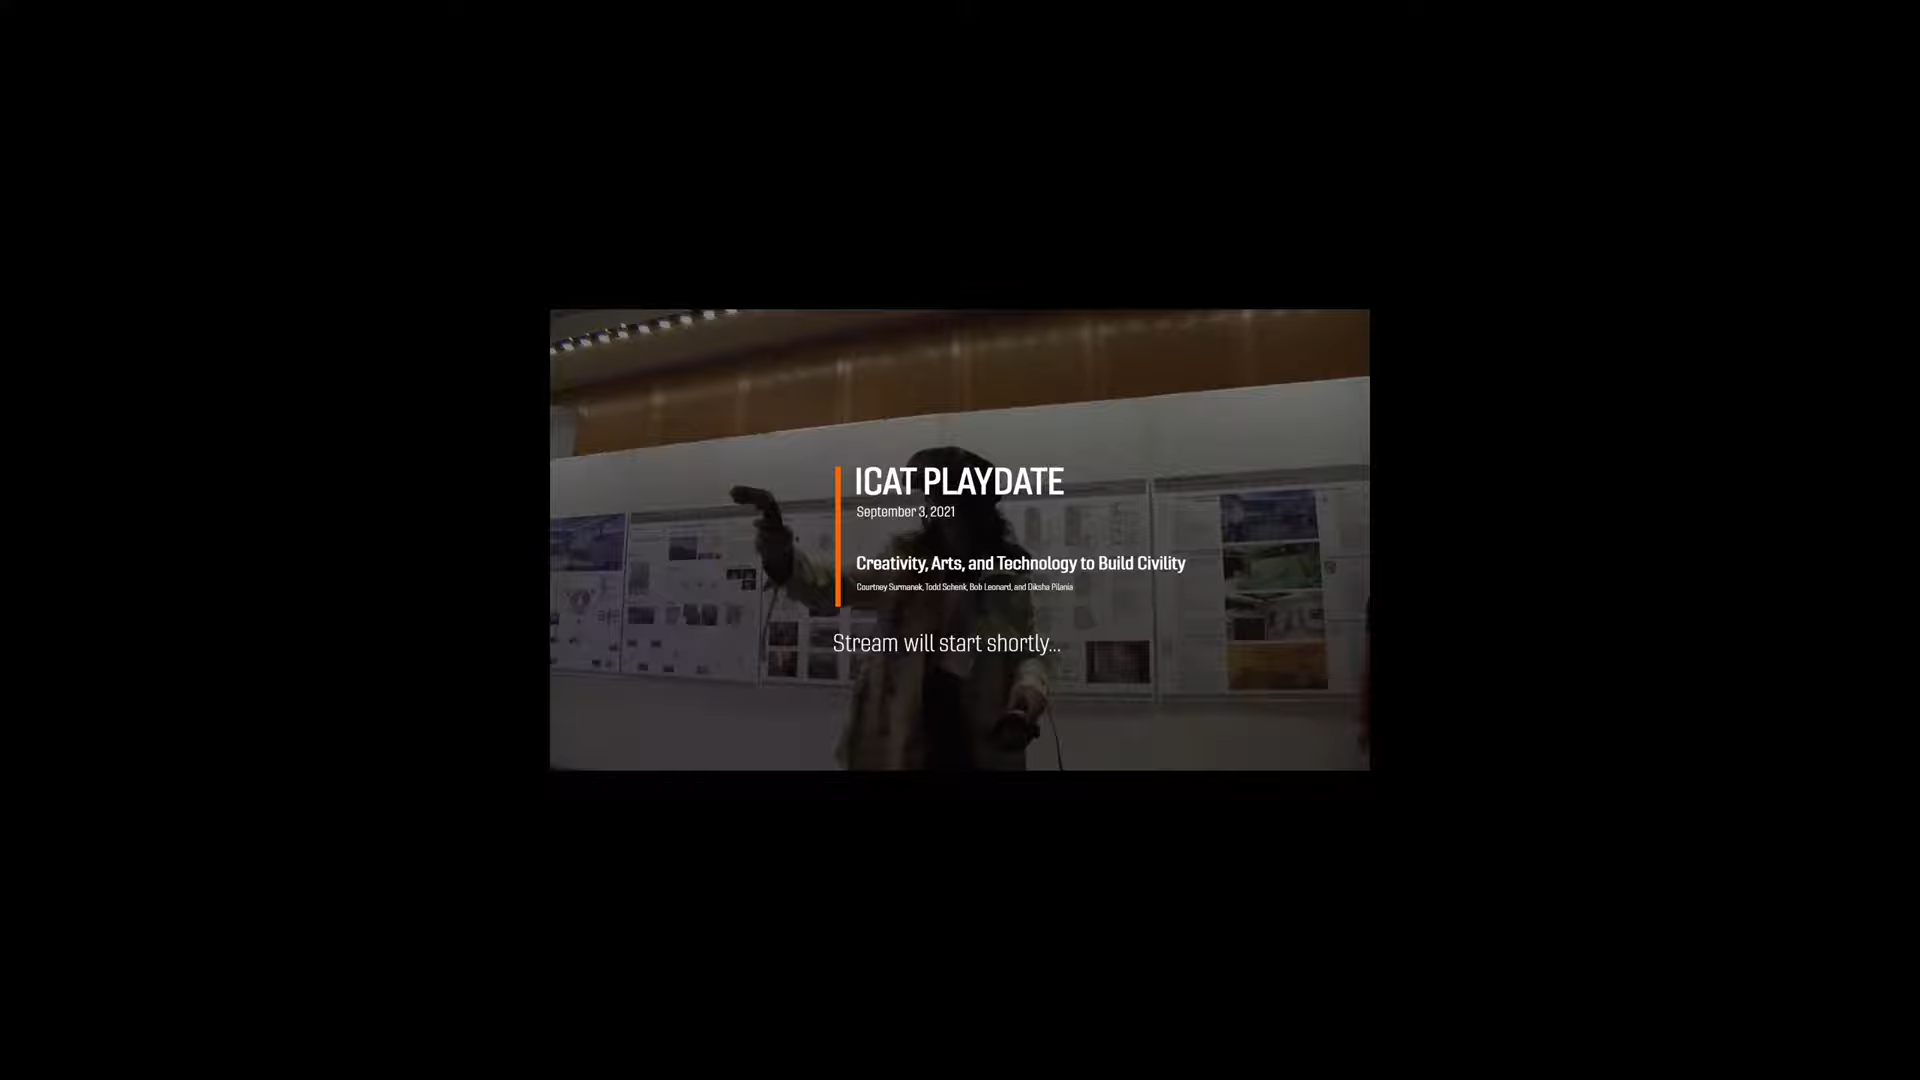 ICAT PLAYDATE
September 3, 2021
Creativity, Arts, and Technology to Build Civility
Courtney Surmanek, Todd Schenk, Bob Leonard, and Diksha Pilania
Stream will start shortly...